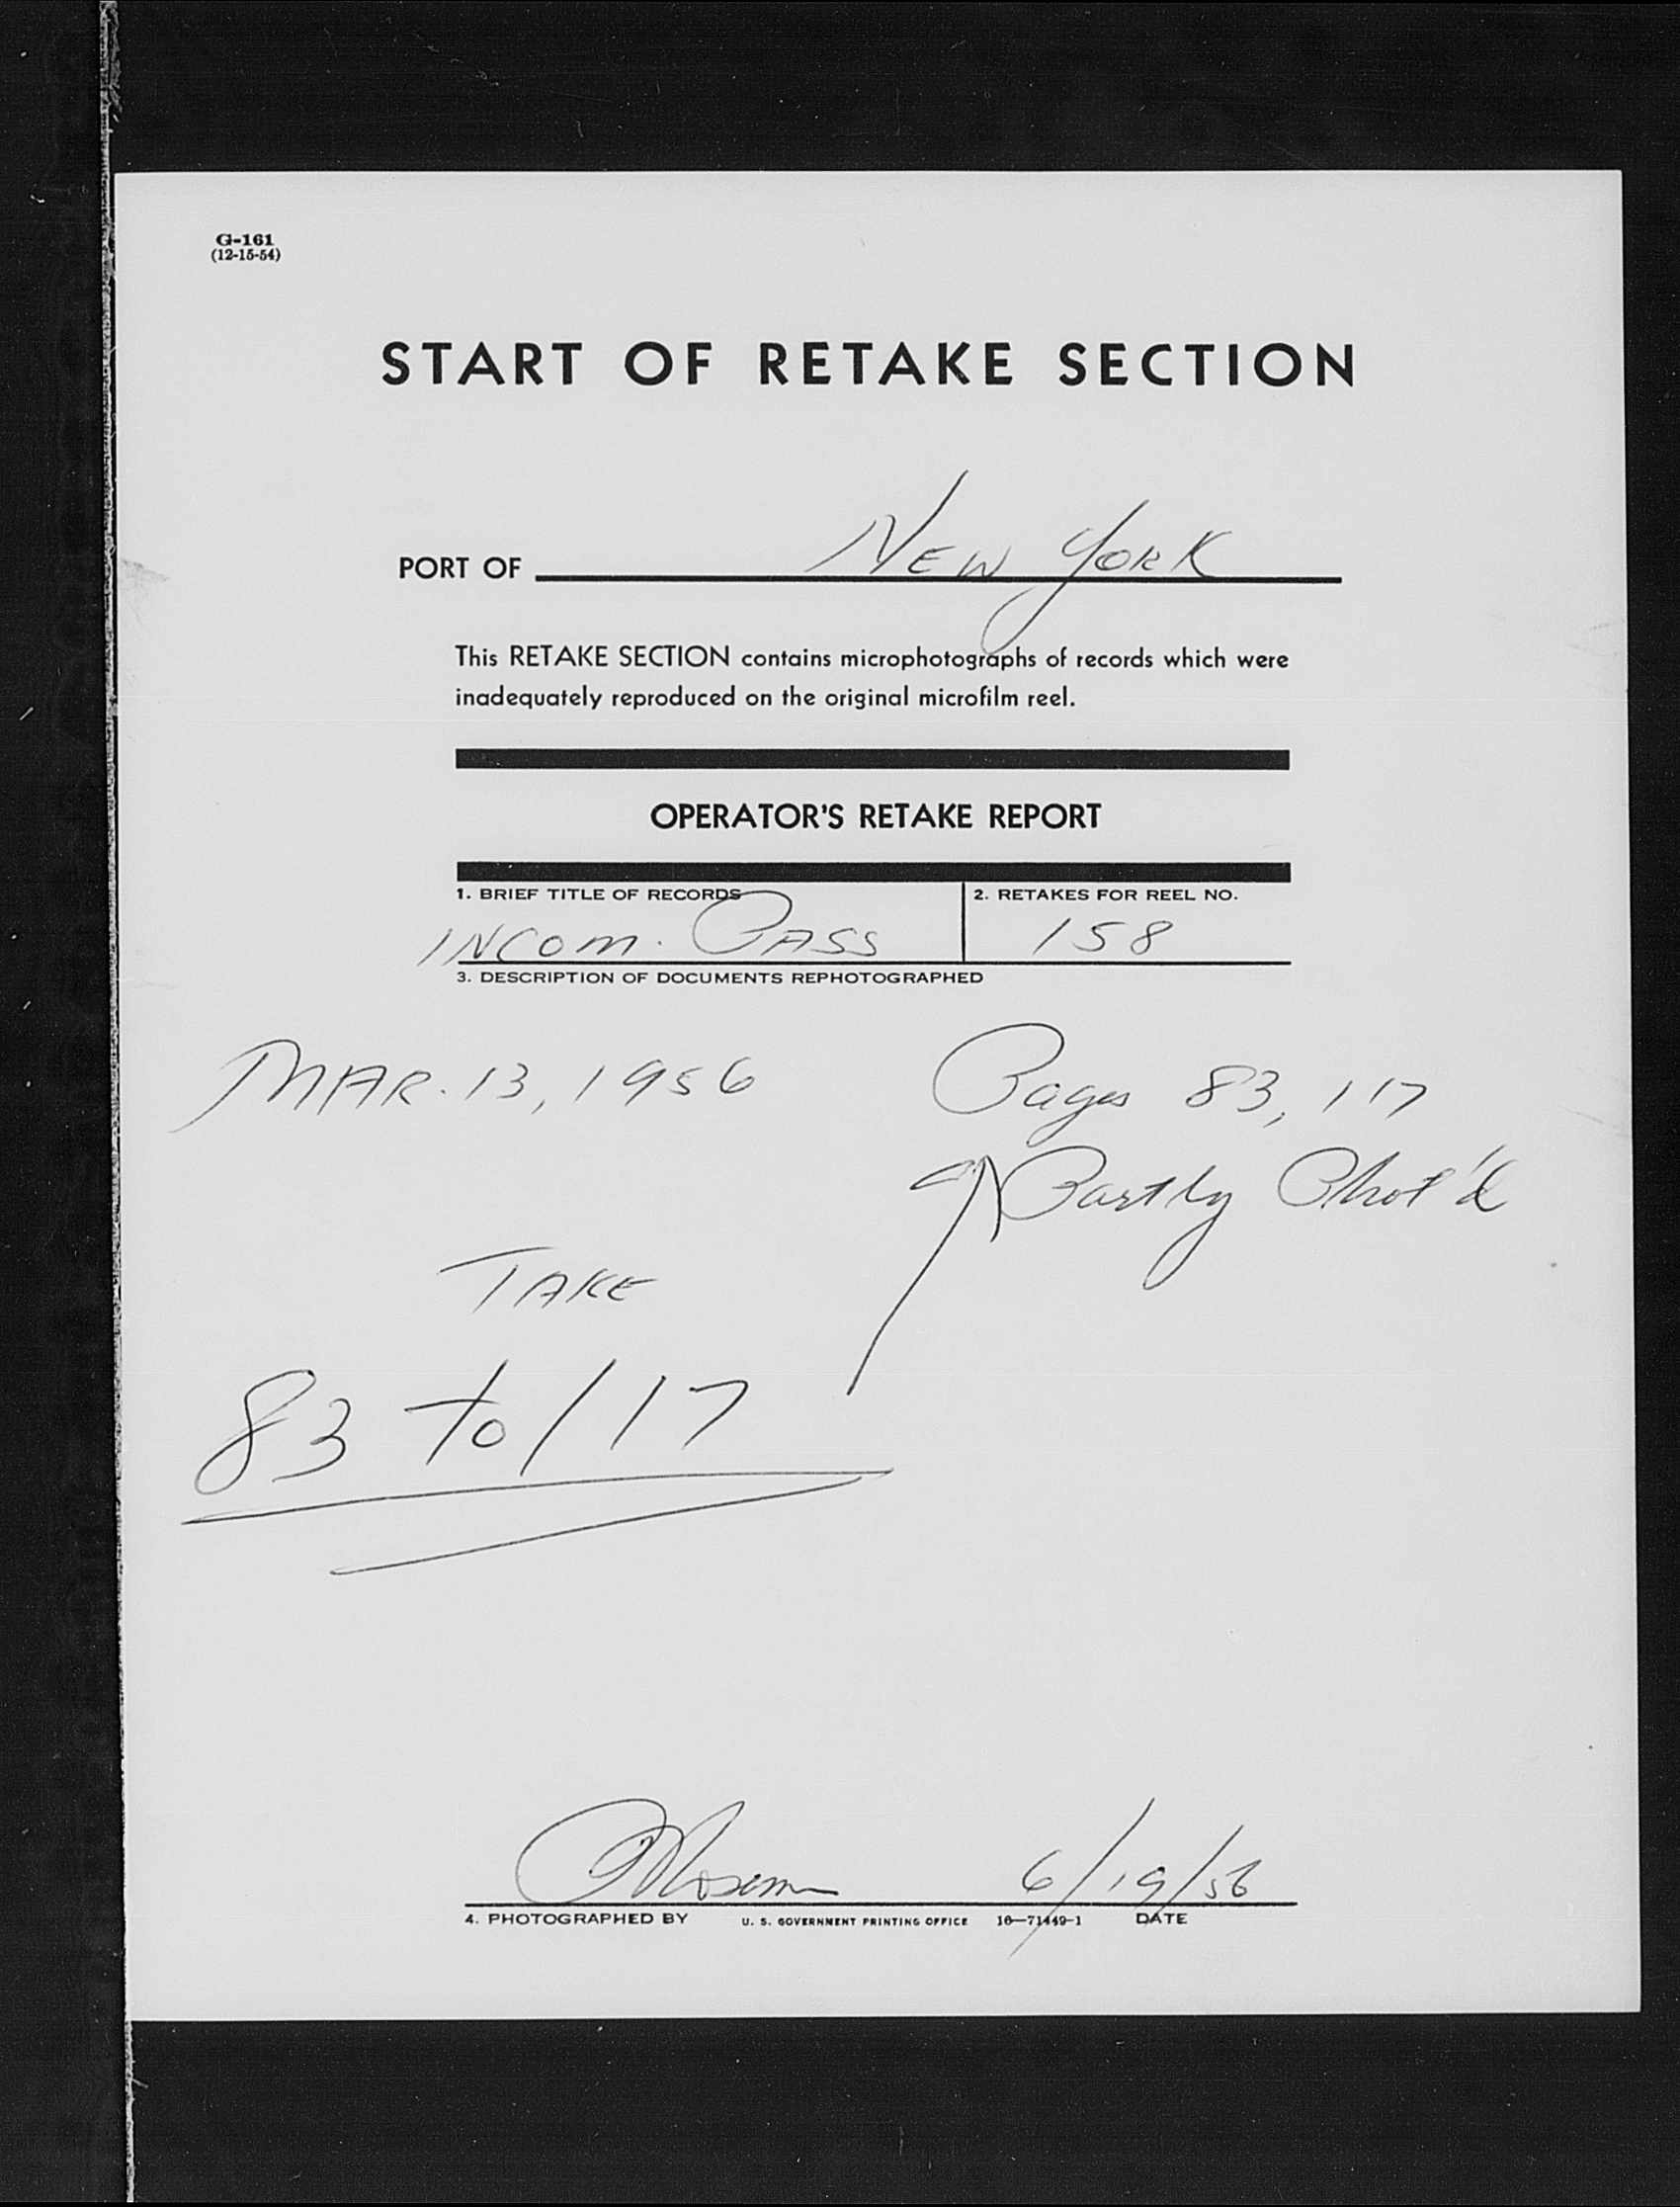 G-161
(12-15-54)
START OF RETAKE SECTION
PORT OF NEW YORK
This RETAKE SECTION contains microphotographs of records which were
inadequately reproduced on the original microfilm reel.
OPERATOR'S RETAKE REPORT
1. BRIEF TITLE OF RECORDS
INCOM. PASS
2. RETAKES FOR REEL NO.
158
3. DESCRIPTION OF DOCUMENTS REPHOTOGRAPHED
MAR. 13, 1956 Pages 83, 117
Partly Phot'd
TAKE
83 to 117
6/19/56
4. PHOTOGRAPHED BY U. S. GOVERNMENT PRINTING OFFICE 16—71449-1 DATE